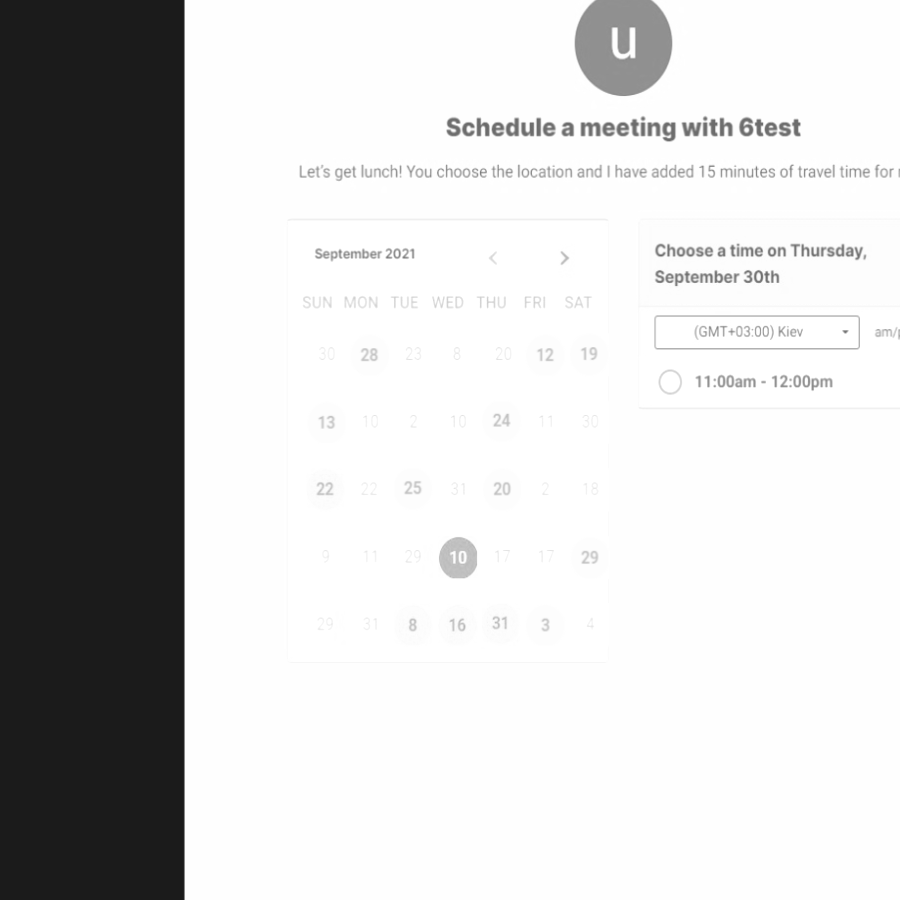 u
Schedule a meeting with 6test
Let's get lunch! You choose the location and I have added 15 minutes of travel time for
September 2021
SUN MON TUE WED THU FRI SAT
30 28 23 8 20 12 19
13 10 2 10 24 11 30
22 22 25 31 20 2 18
9 11 29 10 17 17 29
29 31 8 16 31 3 4
Choose a time on Thursday,
September 30th
(GMT+03:00) Kiev am/
11:00am - 12:00pm